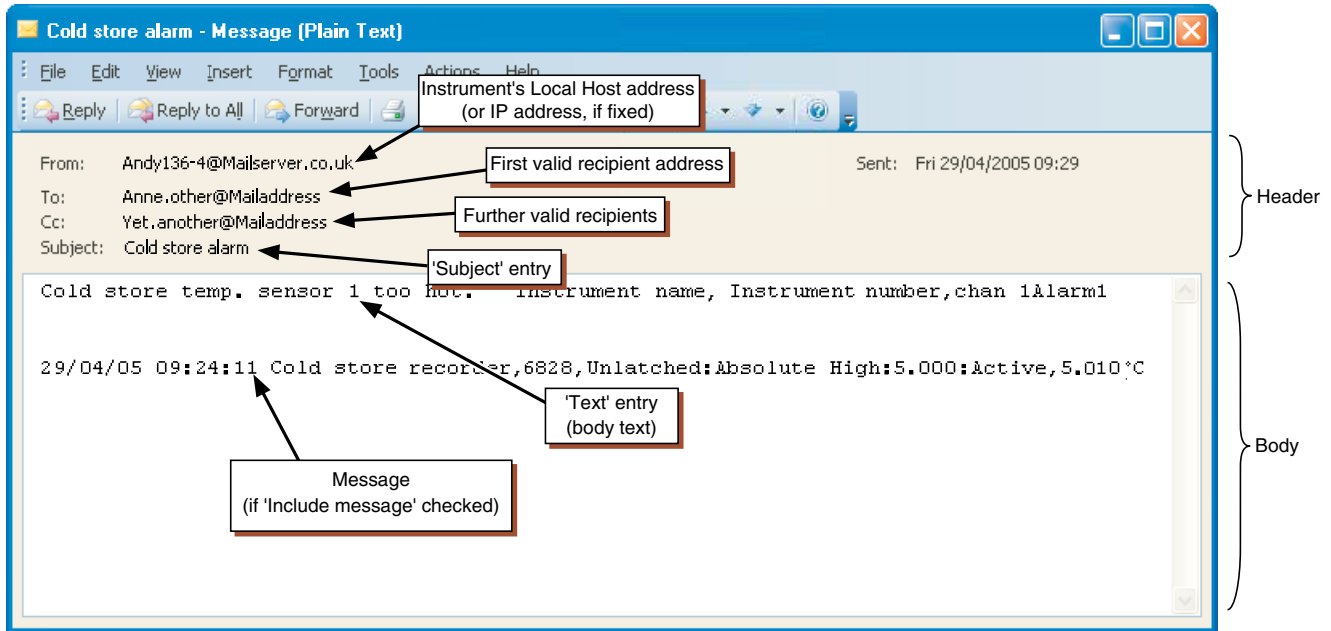 Cold store alarm - Message (Plain Text)
File Edit View Insert Format Tools Actions Help
Instrument's Local Host address
(or IP address, if fixed)
Reply Reply to All Forward
From: Andy136-4@Mailserver.co.uk
First valid recipient address
Sent: Fri 29/04/2005 09:29
To: Anne.other@Mailaddress
Header
Cc: Yet.another@Mailaddress
Further valid recipients
Subject: Cold store alarm
'Subject' entry
Cold store temp. sensor 1 too hot. Instrument name, Instrument number,chan 1Alarm1
29/04/05 09:24:11 Cold store recorder,6828,Unlatched:Absolute High:5.000:Active,5.010°C
'Text' entry
(body text)
Body
Message
(if 'Include message' checked)